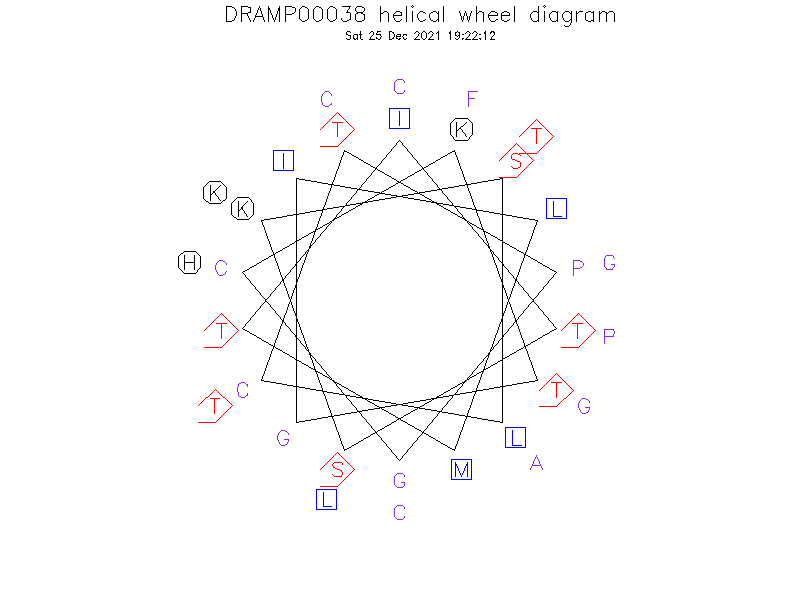 DRAMP00038 helical wheel diagram
Sat 25 Dec 2021 19:22:12
C
C F
I
T K T
I S
K K L
H C P G
T T P
C T
T G
G L
A
S M
G
L
C